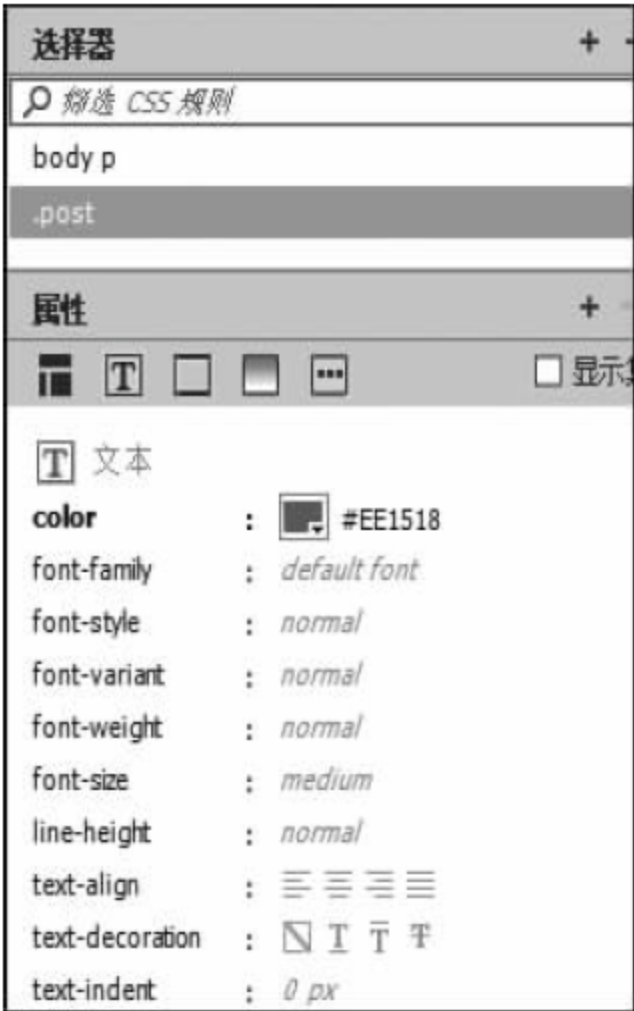 选择器 + -
筛选 CSS 规则
body p
.post
属性 + -
T 显示
T 文本
color : #EE1518
font-family : default font
font-style : normal
font-variant : normal
font-weight : normal
font-size : medium
line-height : normal
text-align :
text-decoration : T T T
text-indent : 0 px